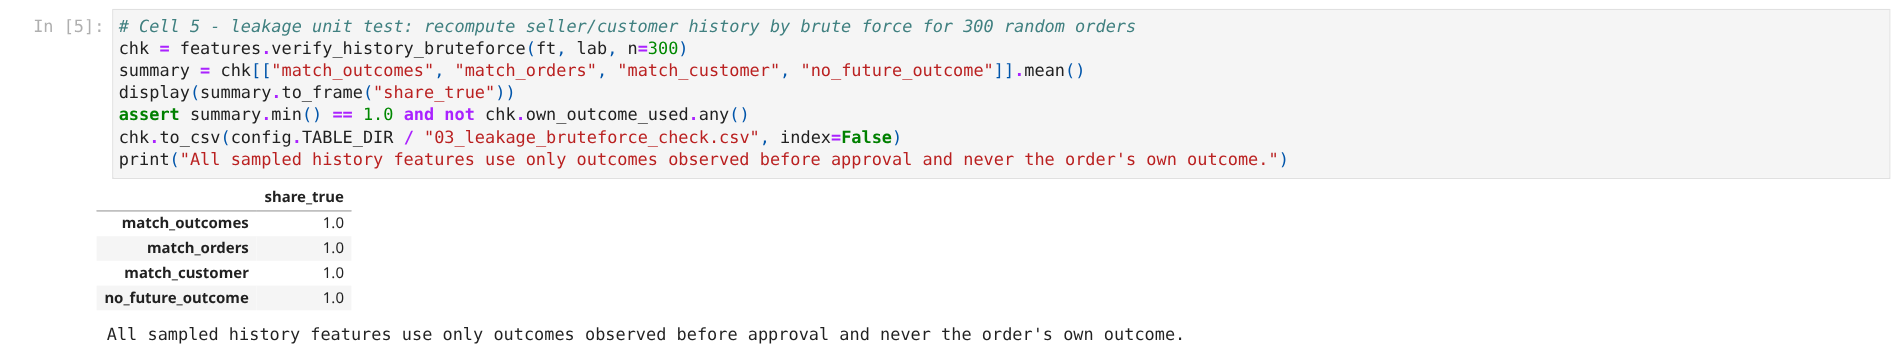 In [5]:
# Cell 5 - leakage unit test: recompute seller/customer history by brute force for 300 random orders
chk = features.verify_history_bruteforce(ft, lab, n=300)
summary = chk[["match_outcomes", "match_orders", "match_customer", "no_future_outcome"]].mean()
display(summary.to_frame("share_true"))
assert summary.min() == 1.0 and not chk.own_outcome_used.any()
chk.to_csv(config.TABLE_DIR / "03_leakage_bruteforce_check.csv", index=False)
print("All sampled history features use only outcomes observed before approval and never the order's own outcome.")
share_true
match_outcomes 1.0
match_orders 1.0
match_customer 1.0
no_future_outcome 1.0
All sampled history features use only outcomes observed before approval and never the order's own outcome.